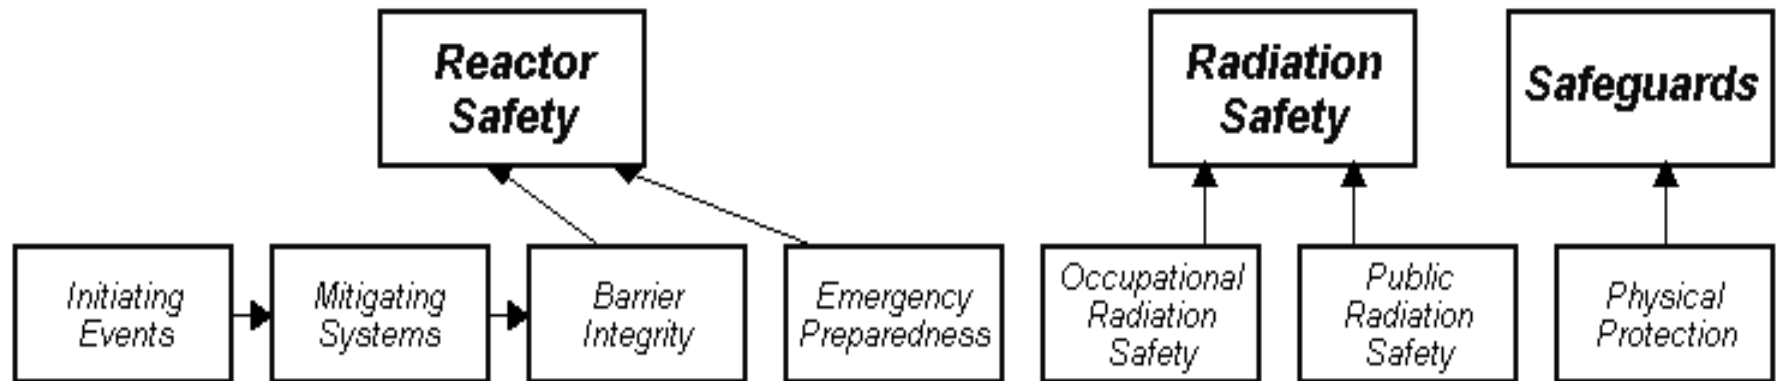 Reactor
Safety
Radiation
Safety
Safeguards
Initiating
Events
Mitigating
Systems
Barrier
Integrity
Emergency
Preparedness
Occupational
Radiation
Safety
Public
Radiation
Safety
Physical
Protection